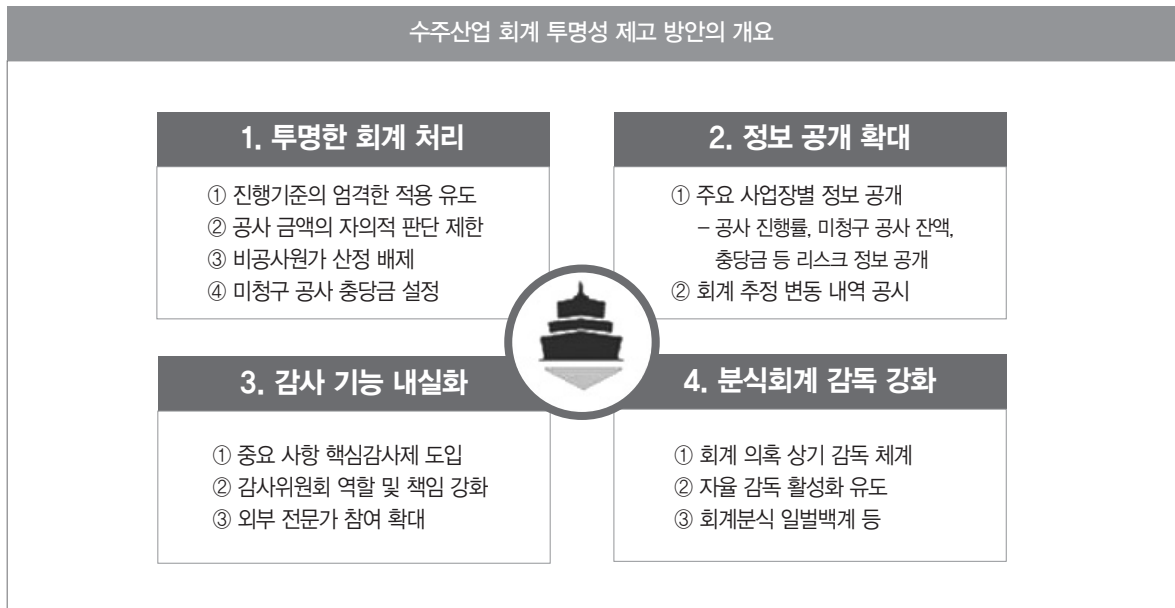 수주산업 회계 투명성 제고 방안의 개요
1. 투명한 회계 처리
① 진행기준의 엄격한 적용 유도
② 공사 금액의 자의적 판단 제한
③ 비공사원가 산정 배제
④ 미청구 공사 충당금 설정
2. 정보 공개 확대
① 주요 사업장별 정보 공개
– 공사 진행률, 미청구 공사 잔액,
충당금 등 리스크 정보 공개
② 회계 추정 변동 내역 공시
3. 감사 기능 내실화
① 중요 사항 핵심감사제 도입
② 감사위원회 역할 및 책임 강화
③ 외부 전문가 참여 확대
4. 분식회계 감독 강화
① 회계 의혹 상기 감독 체계
② 자율 감독 활성화 유도
③ 회계분식 일벌백계 등